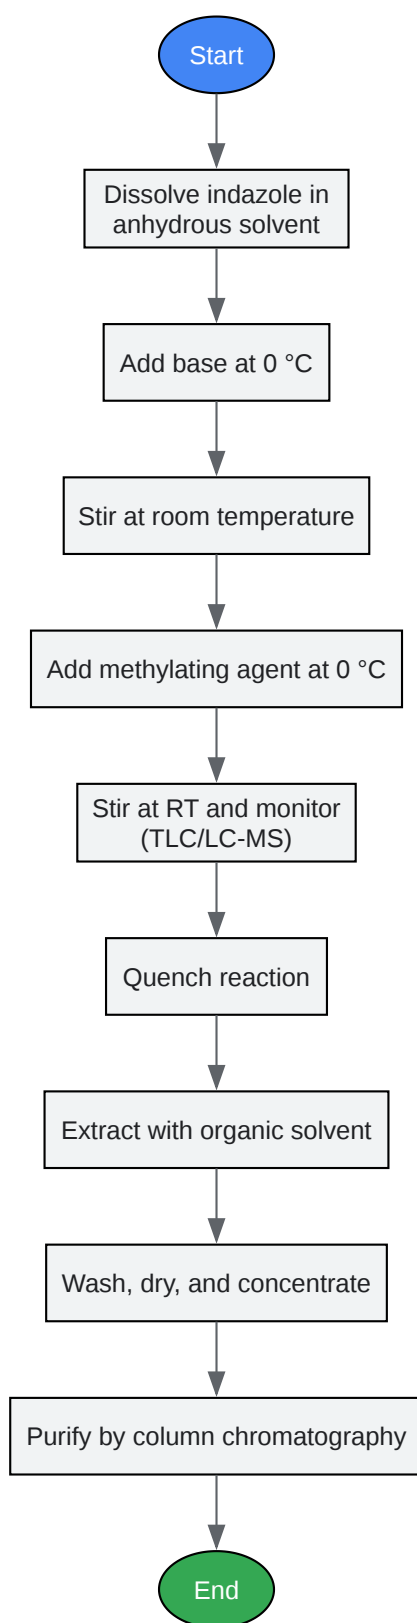 Start
Dissolve indazole in
anhydrous solvent
Add base at 0 °C
Stir at room temperature
Add methylating agent at 0 °C
Stir at RT and monitor
(TLC/LC-MS)
Quench reaction
Extract with organic solvent
Wash, dry, and concentrate
Purify by column chromatography
End